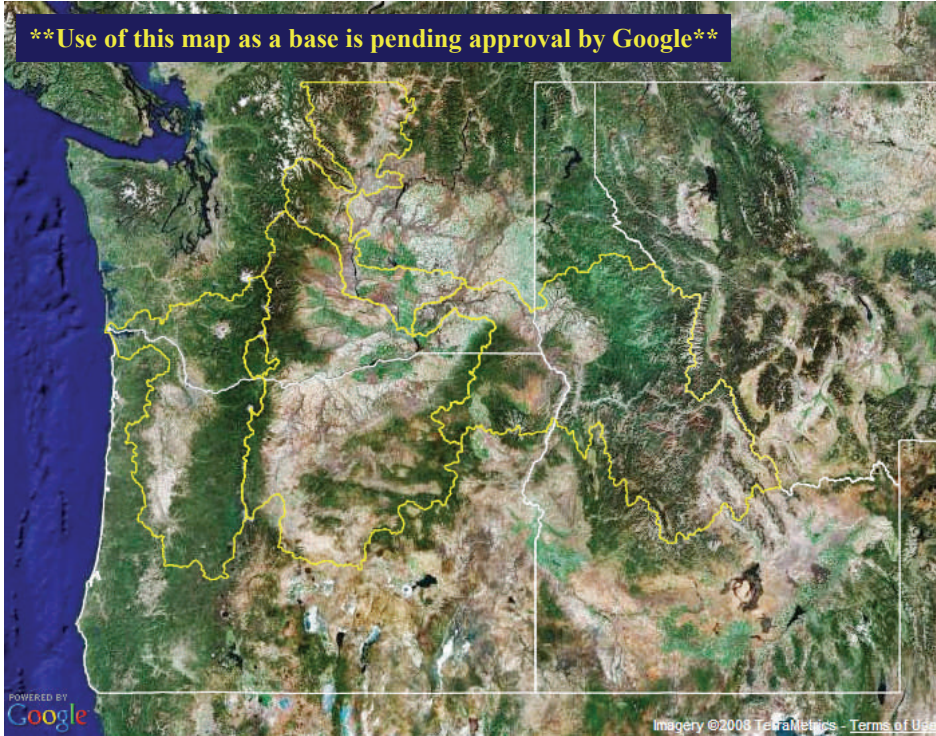 **Use of this map as a base is pending approval by Google**
POWERED BY
Google
Imagery ©2008 TerraMetrics - Terms of Use